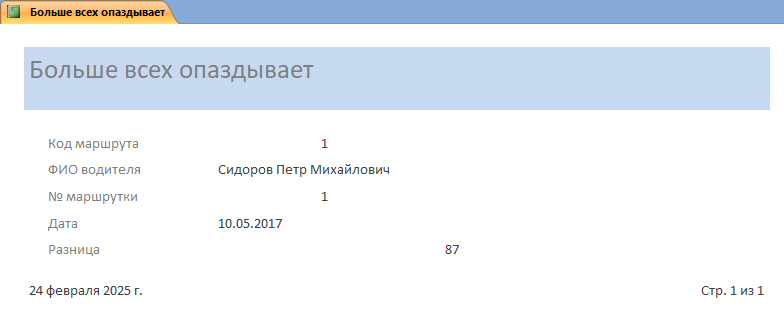 Больше всех опаздывает
Больше всех опаздывает
Код маршрута 1
ФИО водителя Сидоров Петр Михайлович
№ маршрутки 1
Дата 10.05.2017
Разница 87
24 февраля 2025 г. Стр. 1 из 1